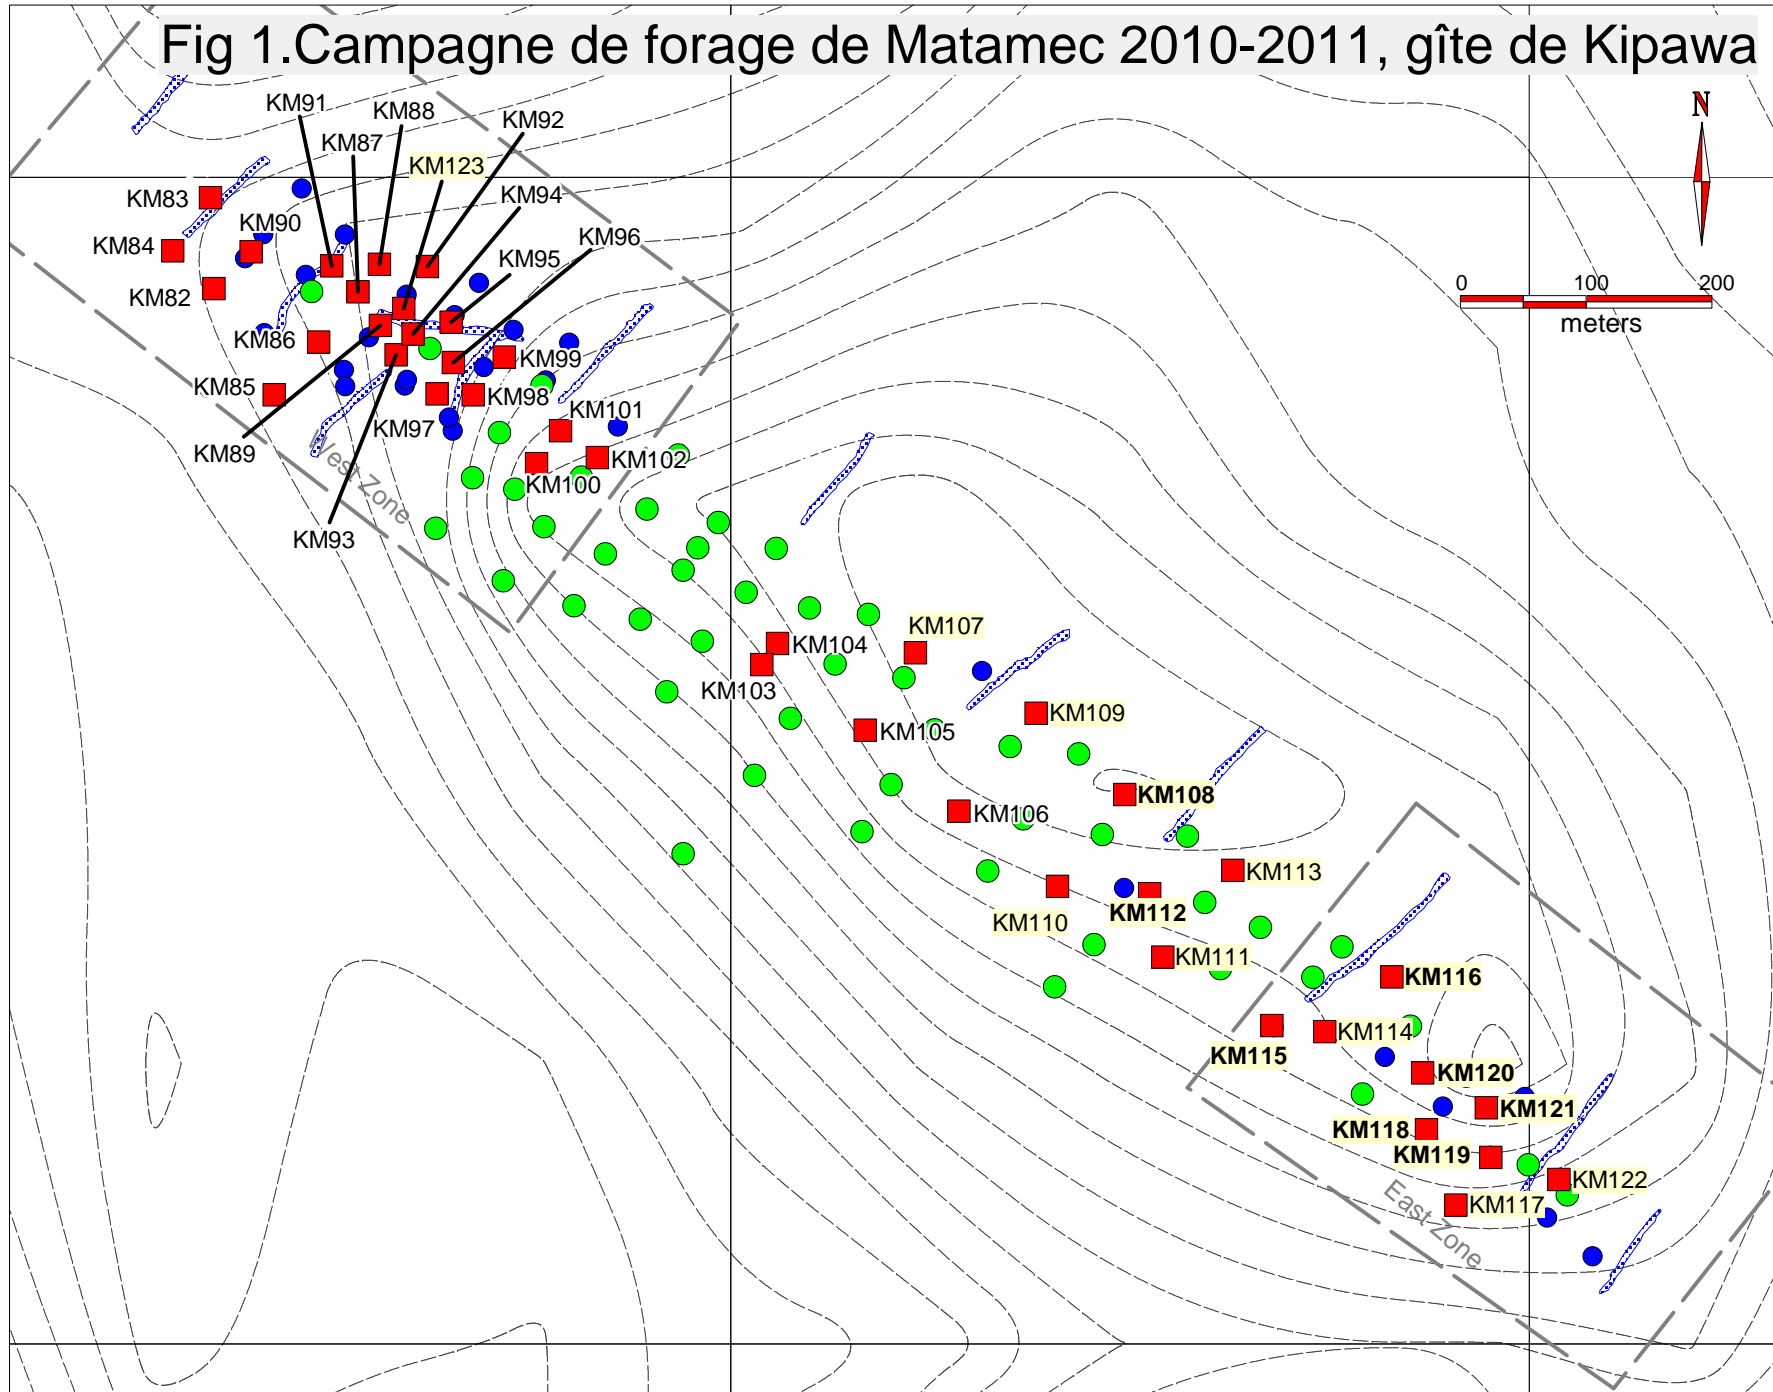 Fig 1.Campagne de forage de Matamec 2010-2011, gîte de Kipawa
N
KM91
KM88
KM92
KM87
KM123
KM83
KM94
KM90
KM84
KM96
KM95
KM82
0 100 200
meters
KM86
KM99
KM85
KM98
KM101
KM97
KM89
KM102
West Zone
KM100
KM93
KM107
KM104
KM103
KM109
KM105
KM108
KM106
KM113
KM112
KM110
KM111
KM116
KM114
KM115
KM120
KM121
KM118
KM119
KM122
KM117
East Zone